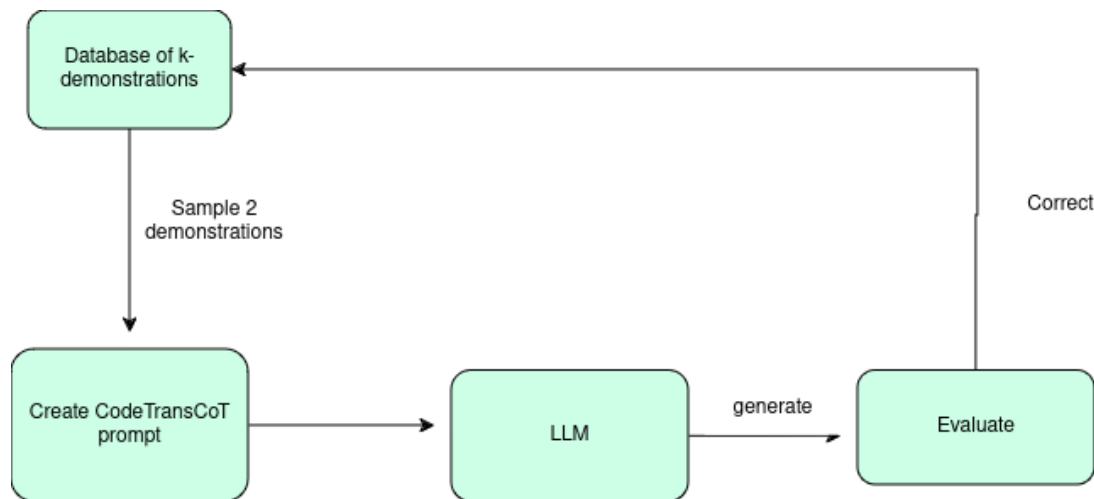 Database of k-
demonstrations
Sample 2
demonstrations
Correct
Create CodeTransCoT
prompt
LLM
generate
Evaluate